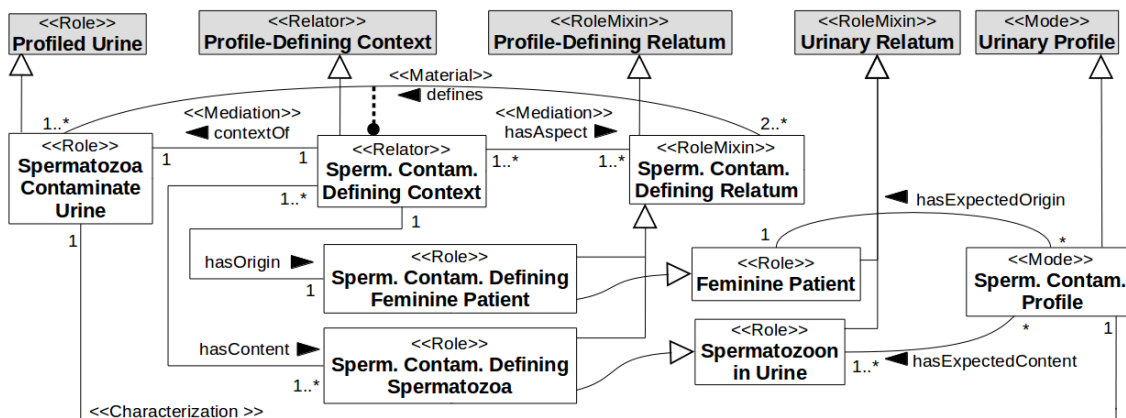 <<Role>>
Profiled Urine
<<Relator>>
Profile-Defining Context
<<RoleMixin>>
Profile-Defining Relatum
<<RoleMixin>>
Urinary Relatum
<<Mode>>
Urinary Profile
<<Material>>
defines
1..*
<<Mediation>>
contextOf
<<Mediation>>
hasAspect
2..*
<<Role>>
Spermatozoa
Contaminate
Urine
1
1
<<Relator>>
Sperm. Contam.
Defining Context
1..*
1..*
<<RoleMixin>>
Sperm. Contam.
Defining Relatum
1..*
1
1
hasExpectedOrigin
1
*
hasOrigin
1
<<Role>>
Sperm. Contam. Defining
Feminine Patient
<<Role>>
Feminine Patient
<<Mode>>
Sperm. Contam.
Profile
hasContent
1..*
<<Role>>
Sperm. Contam. Defining
Spermatozoa
<<Role>>
Spermatozoon
in Urine
*
1
1..*
hasExpectedContent
<<Characterization >>